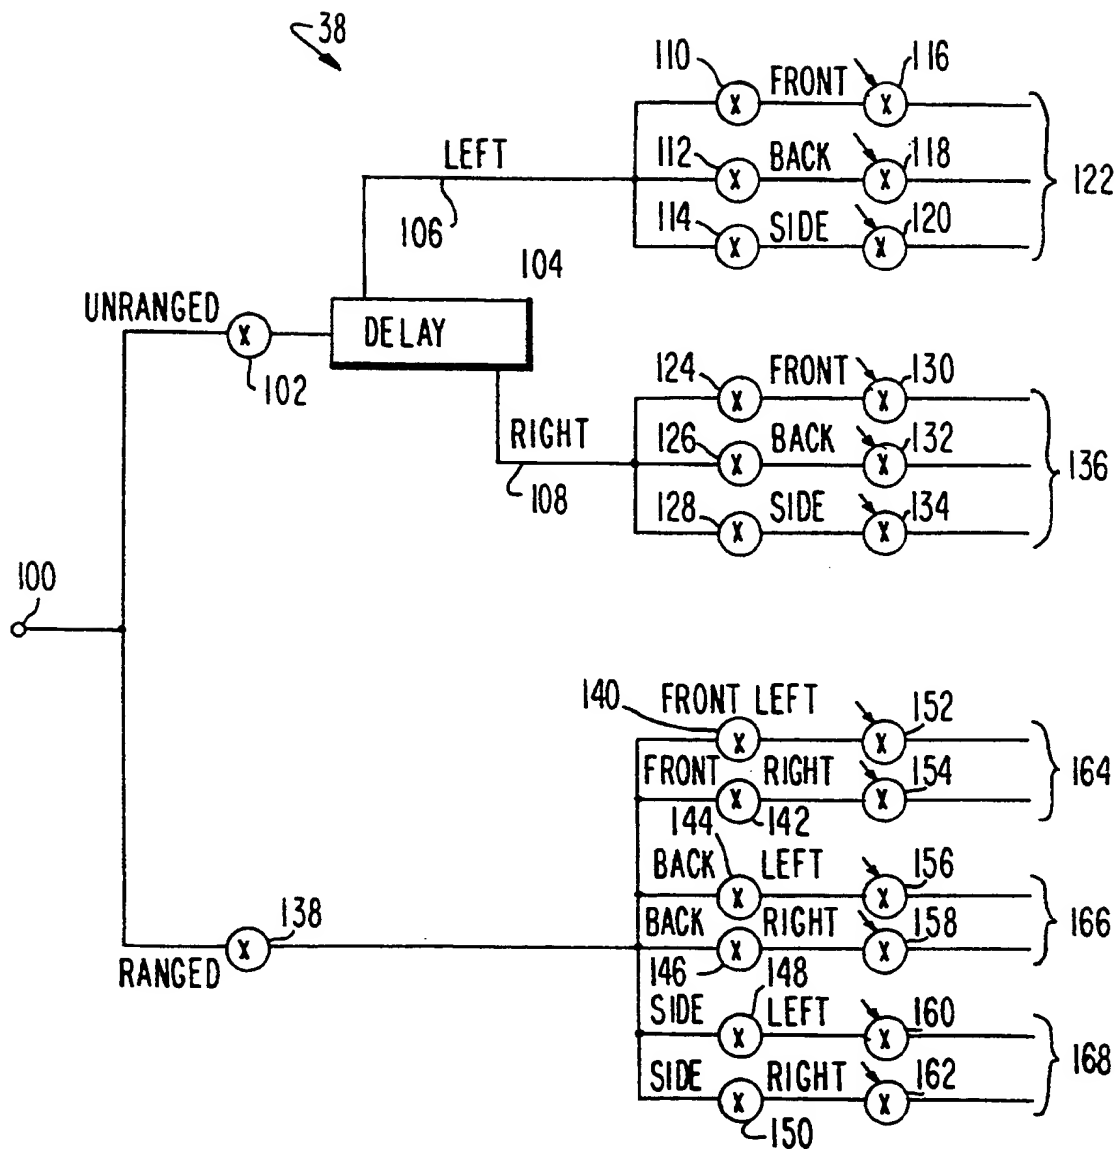 38
110 FRONT 116
112 BACK 118
114 SIDE 120
122
LEFT
106
104
DELAY
UNRANGED
X
102
RIGHT
108
124 FRONT 130
126 BACK 132
128 SIDE 134
136
X X
X X
X X
X X
X X
X X
100
140 FRONT LEFT 152
X X
FRONT RIGHT 154
X X
142
164
144
BACK LEFT 156
X X
BACK RIGHT 158
X X
146
166
148
SIDE LEFT 160
X X
SIDE RIGHT 162
X X
150
168
138
X
RANGED